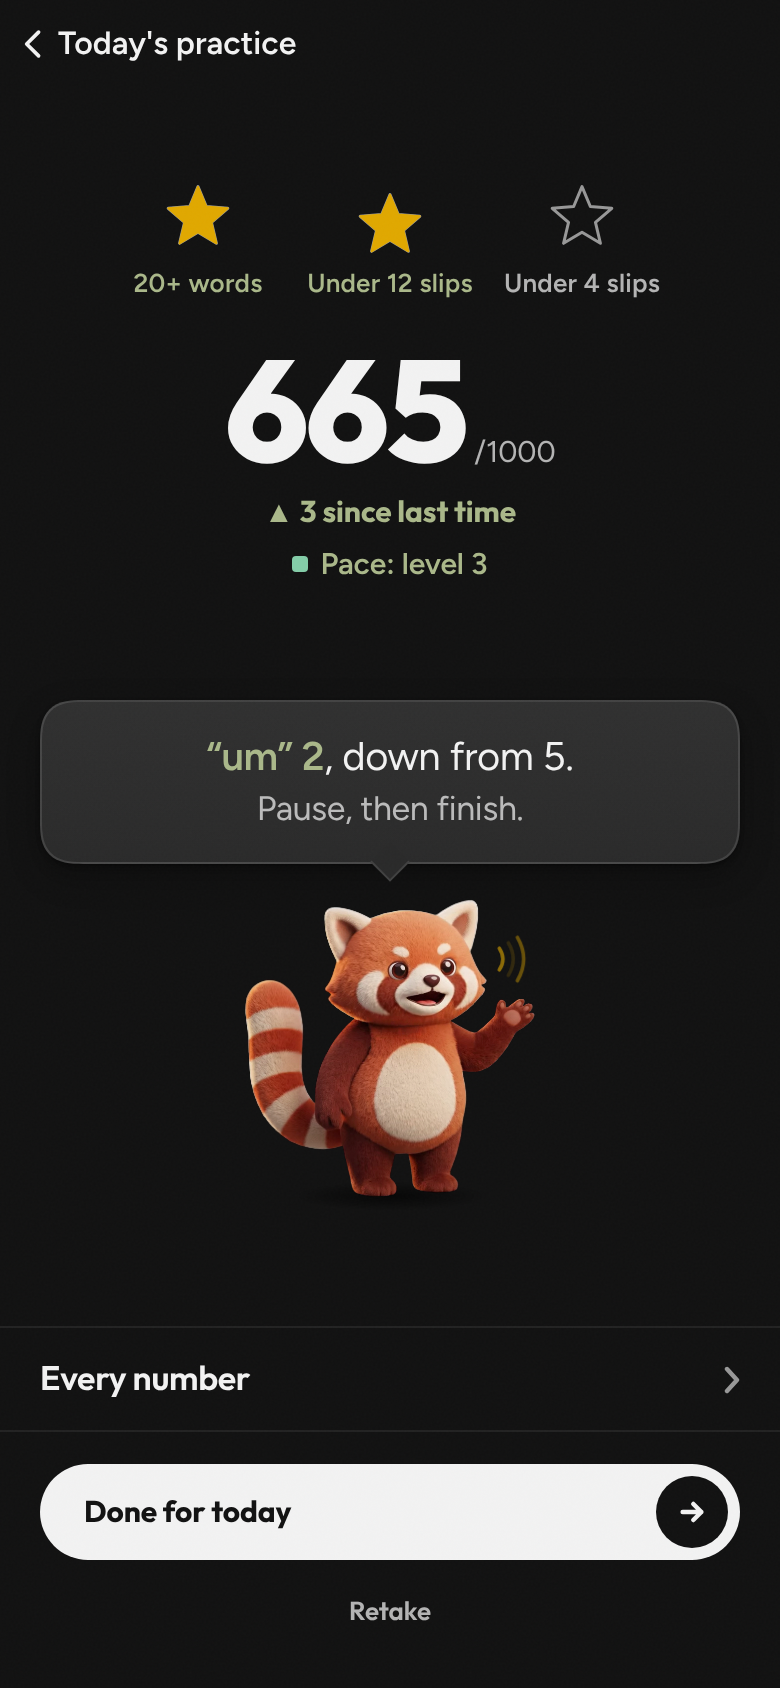 Today's practice
20+ words
Under 12 slips
Under 4 slips
665/1000
▲ 3 since last time
Pace: level 3
“um” 2, down from 5.
Pause, then finish.
Every number
Done for today
Retake